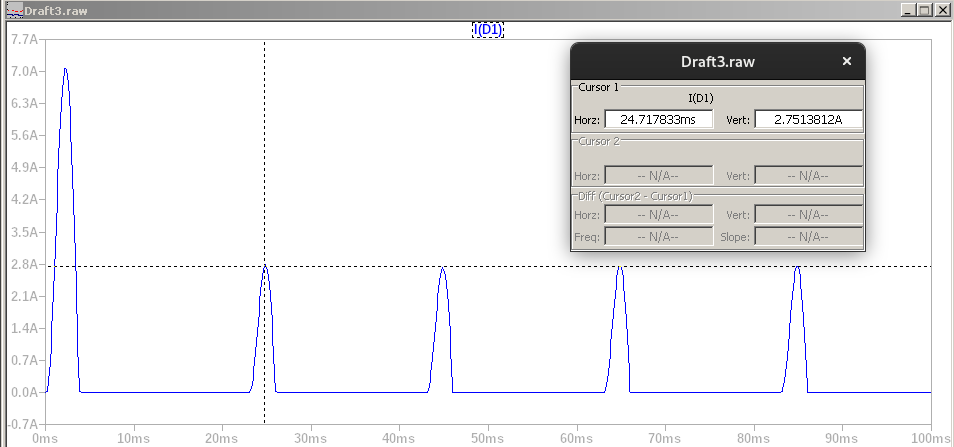 Draft3.raw
I(D1)
7.7A
7.0A
6.3A
5.6A
4.9A
4.2A
3.5A
2.8A
2.1A
1.4A
0.7A
0.0A
-0.7A
0ms 10ms 20ms 30ms 40ms 50ms 60ms 70ms 80ms 90ms 100ms
Draft3.raw
Cursor 1
I(D1)
Horz: 24.717833ms Vert: 2.7513812A
Cursor 2
Horz: -- N/A-- Vert: -- N/A--
Diff (Cursor2 - Cursor1)
Horz: -- N/A-- Vert: -- N/A--
Freq: -- N/A-- Slope: -- N/A--